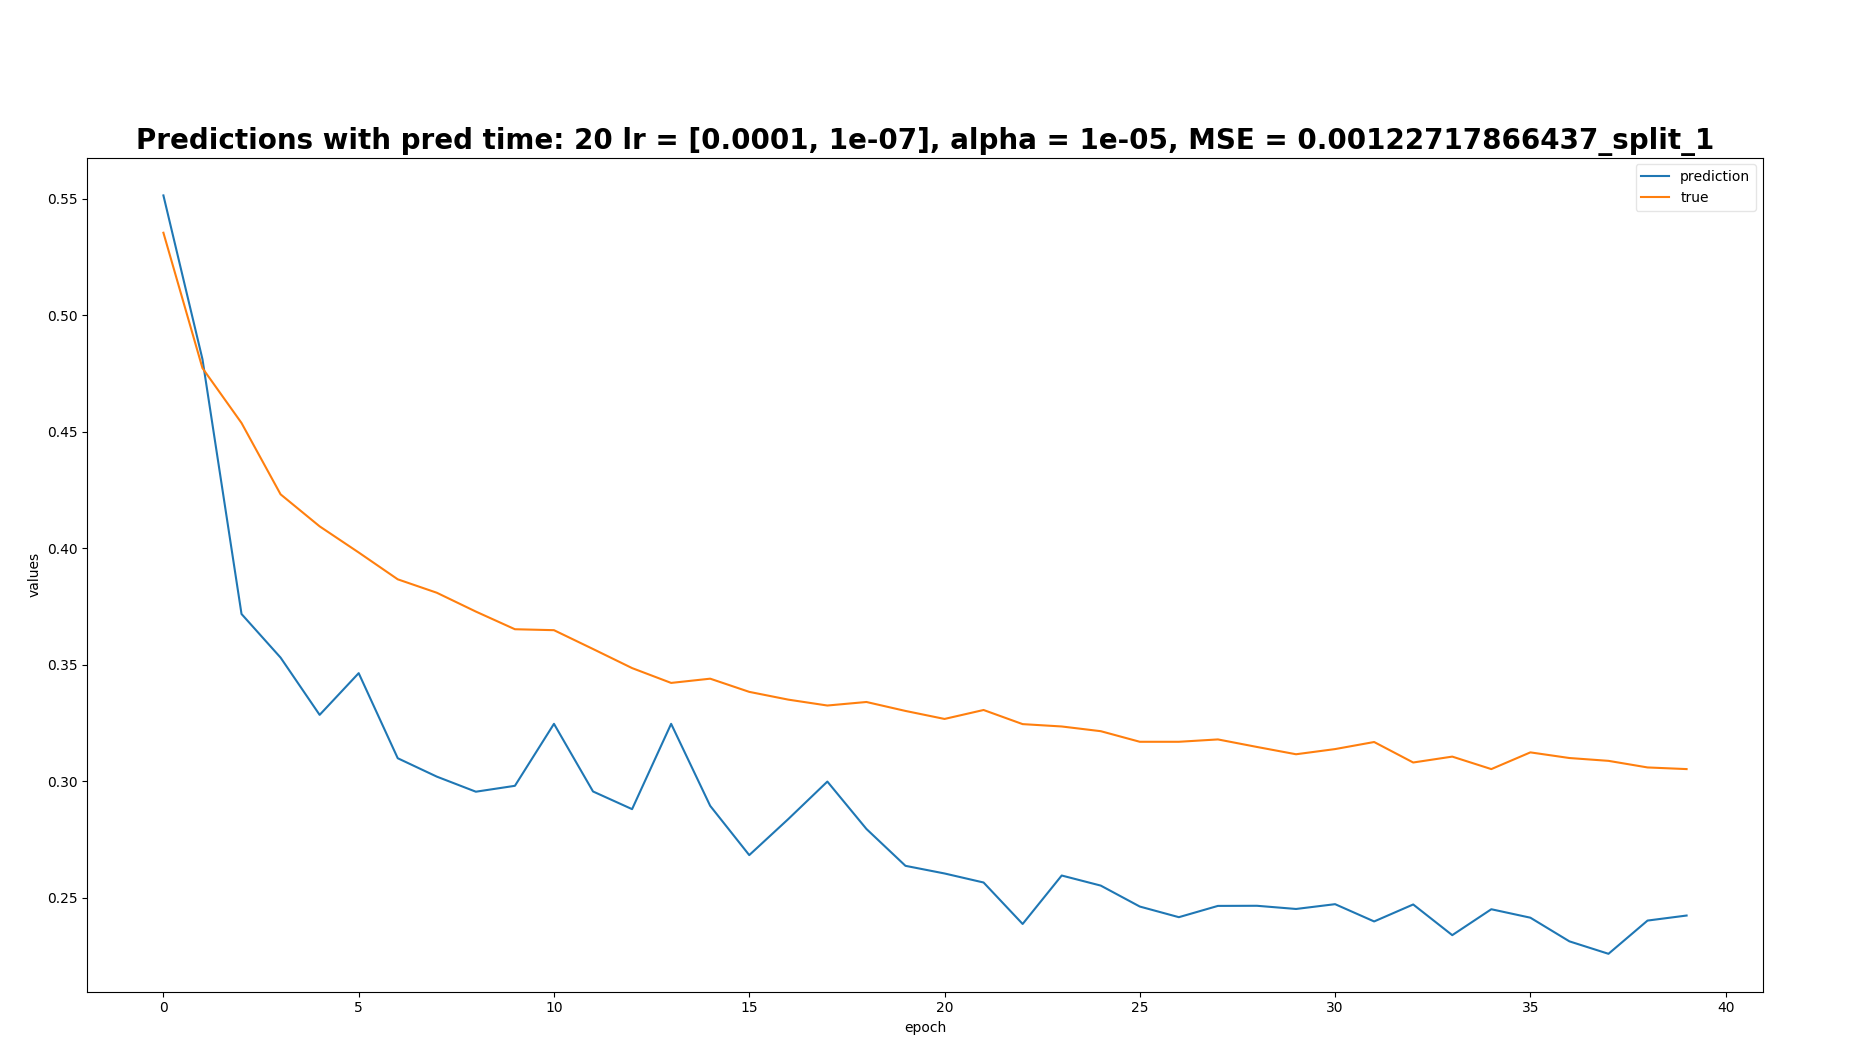 Predictions with pred time: 20 lr = [0.0001, 1e-07], alpha = 1e-05, MSE = 0.00122717866437_split_1
prediction
true
0.55
0.50
0.45
0.40
0.35
0.30
0.25
values
0 5 10 15 20 25 30 35 40
epoch